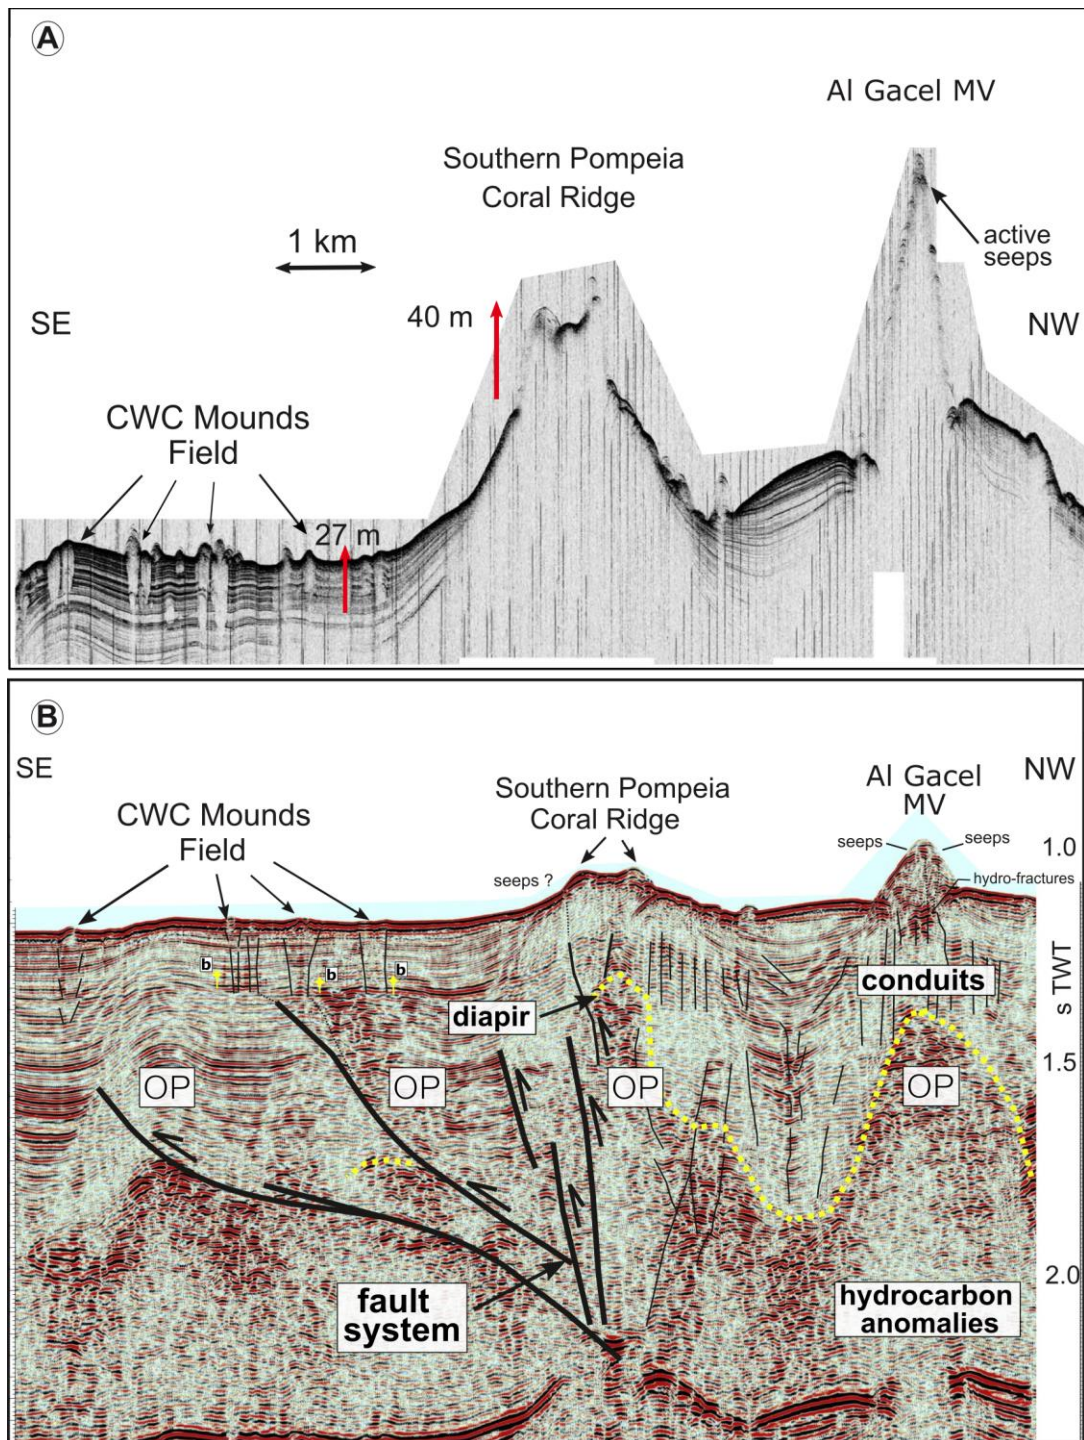 A
Al Gacel MV
Southern Pompeia
Coral Ridge
active
seeps
1 km
40 m
SE
NW
CWC Mounds
Field
27 m
B
SE
NW
Southern Pompeia
Coral Ridge
Al Gacel
MV
CWC Mounds
Field
1.0
seeps
seeps
seeps ?
hydro-fractures
b
b
b
conduits
s TWT
diapir
1.5
OP
OP
OP
OP
2.0
fault
system
hydrocarbon
anomalies